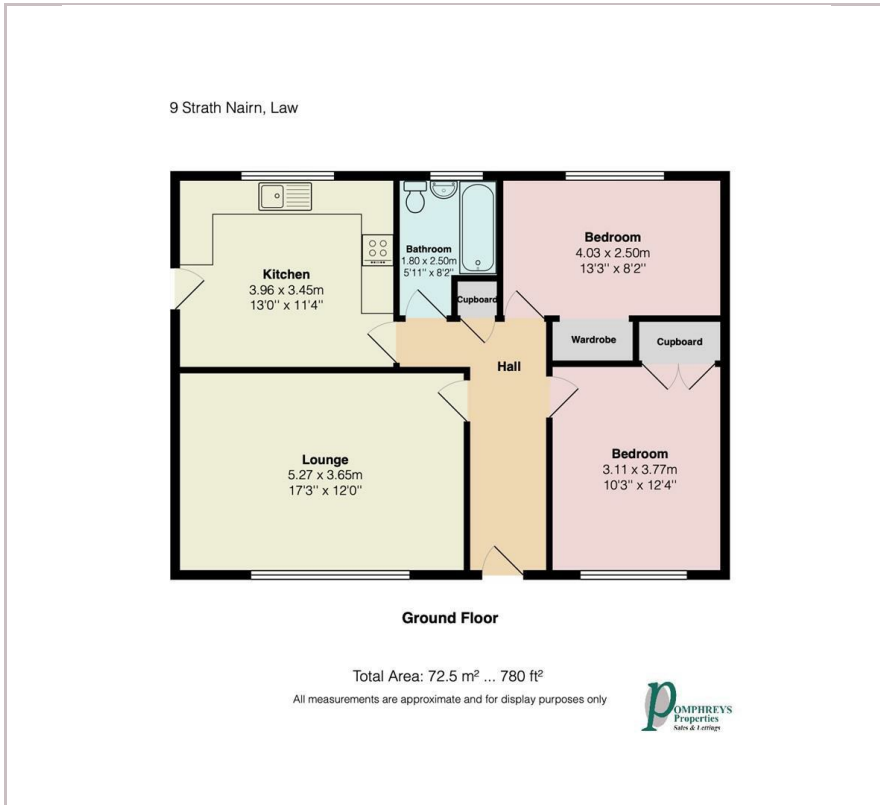 9 Strath Nairn, Law
Kitchen
3.96 x 3.45m
13'0'' x 11'4''
Bathroom
1.80 x 2.50m
5'11'' x 8'2''
Cupboard
Bedroom
4.03 x 2.50m
13'3'' x 8'2''
Wardrobe
Cupboard
Hall
Lounge
5.27 x 3.65m
17'3'' x 12'0''
Bedroom
3.11 x 3.77m
10'3'' x 12'4''
Ground Floor
Total Area: 72.5 m² ... 780 ft²
All measurements are approximate and for display purposes only
POMPHREYS
Properties
Sales & Lettings